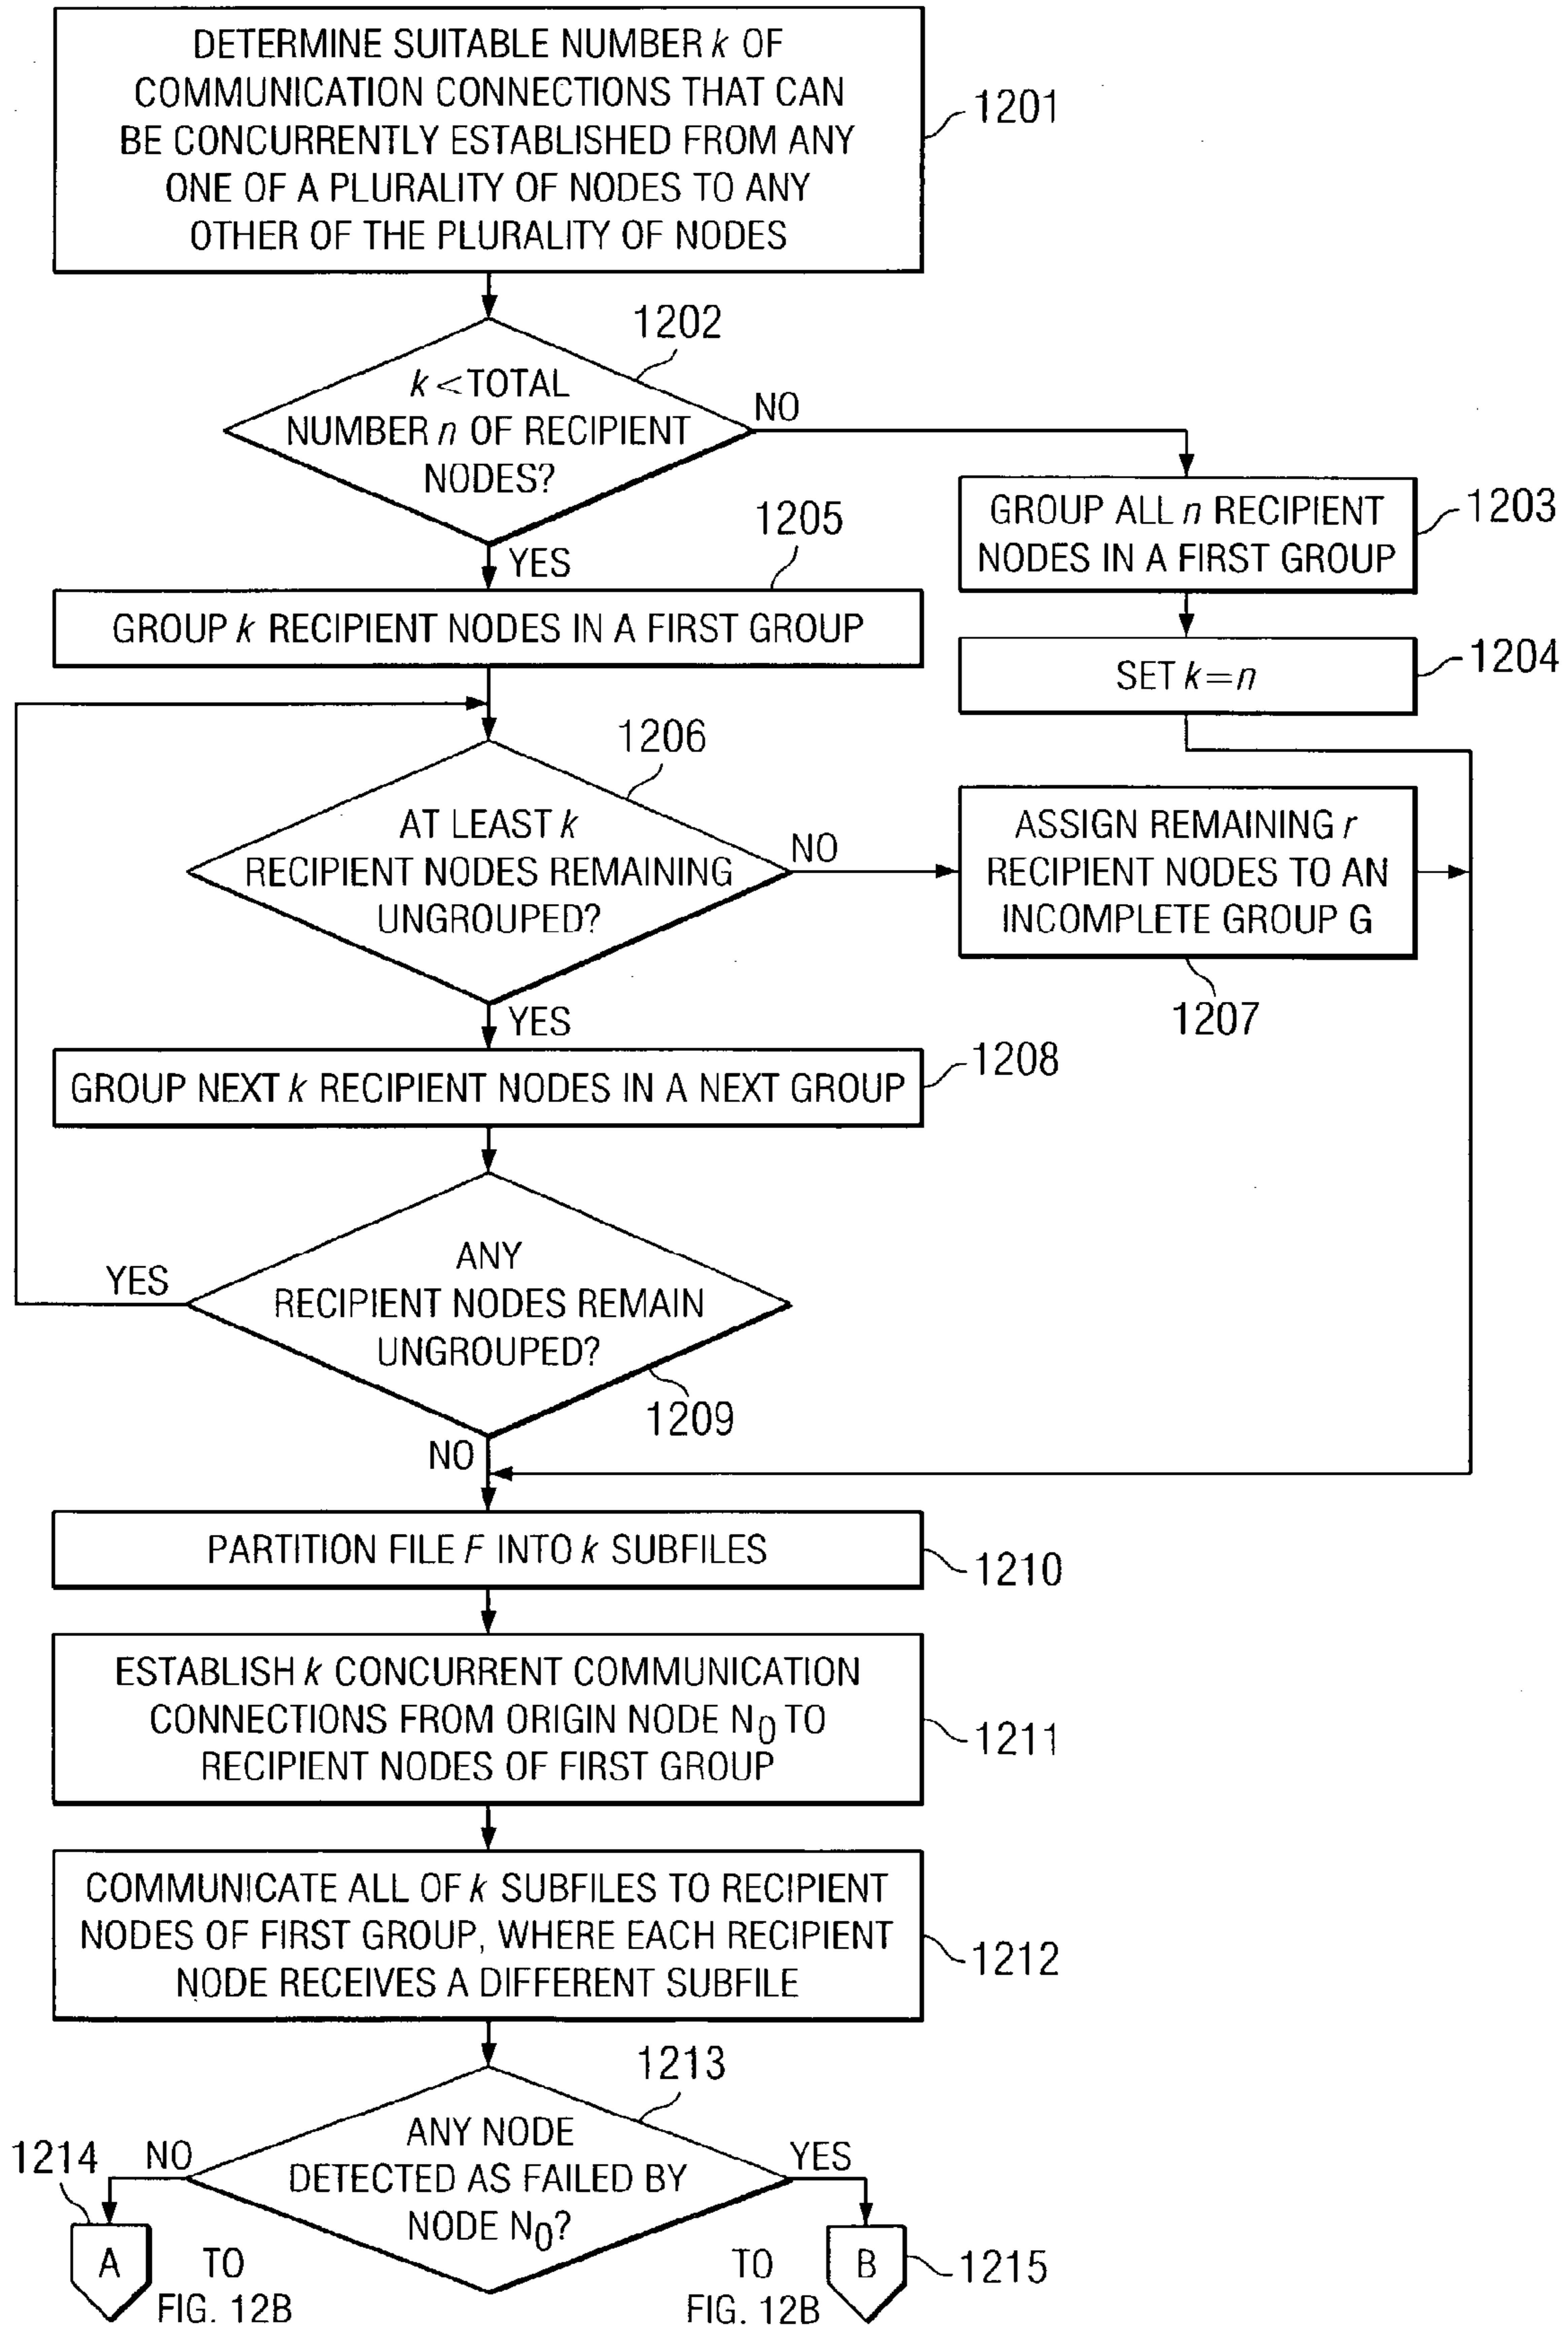 DETERMINE SUITABLE NUMBER k OF
COMMUNICATION CONNECTIONS THAT CAN
BE CONCURRENTLY ESTABLISHED FROM ANY
ONE OF A PLURALITY OF NODES TO ANY
OTHER OF THE PLURALITY OF NODES
1201
1202
k<TOTAL
NUMBER n OF RECIPIENT
NODES?
NO
YES
GROUP ALL n RECIPIENT
NODES IN A FIRST GROUP
1203
1205
GROUP k RECIPIENT NODES IN A FIRST GROUP
SET k=n
1204
1206
AT LEAST k
RECIPIENT NODES REMAINING
UNGROUPED?
NO
YES
ASSIGN REMAINING r
RECIPIENT NODES TO AN
INCOMPLETE GROUP G
1207
GROUP NEXT k RECIPIENT NODES IN A NEXT GROUP
1208
ANY
RECIPIENT NODES REMAIN
UNGROUPED?
YES
1209
NO
PARTITION FILE F INTO k SUBFILES
1210
ESTABLISH k CONCURRENT COMMUNICATION
CONNECTIONS FROM ORIGIN NODE N0 TO
RECIPIENT NODES OF FIRST GROUP
1211
COMMUNICATE ALL OF k SUBFILES TO RECIPIENT
NODES OF FIRST GROUP, WHERE EACH RECIPIENT
NODE RECEIVES A DIFFERENT SUBFILE
1212
1213
ANY NODE
DETECTED AS FAILED BY
NODE N0?
NO
YES
1214
A
TO
FIG. 12B
TO
FIG. 12B
B
1215